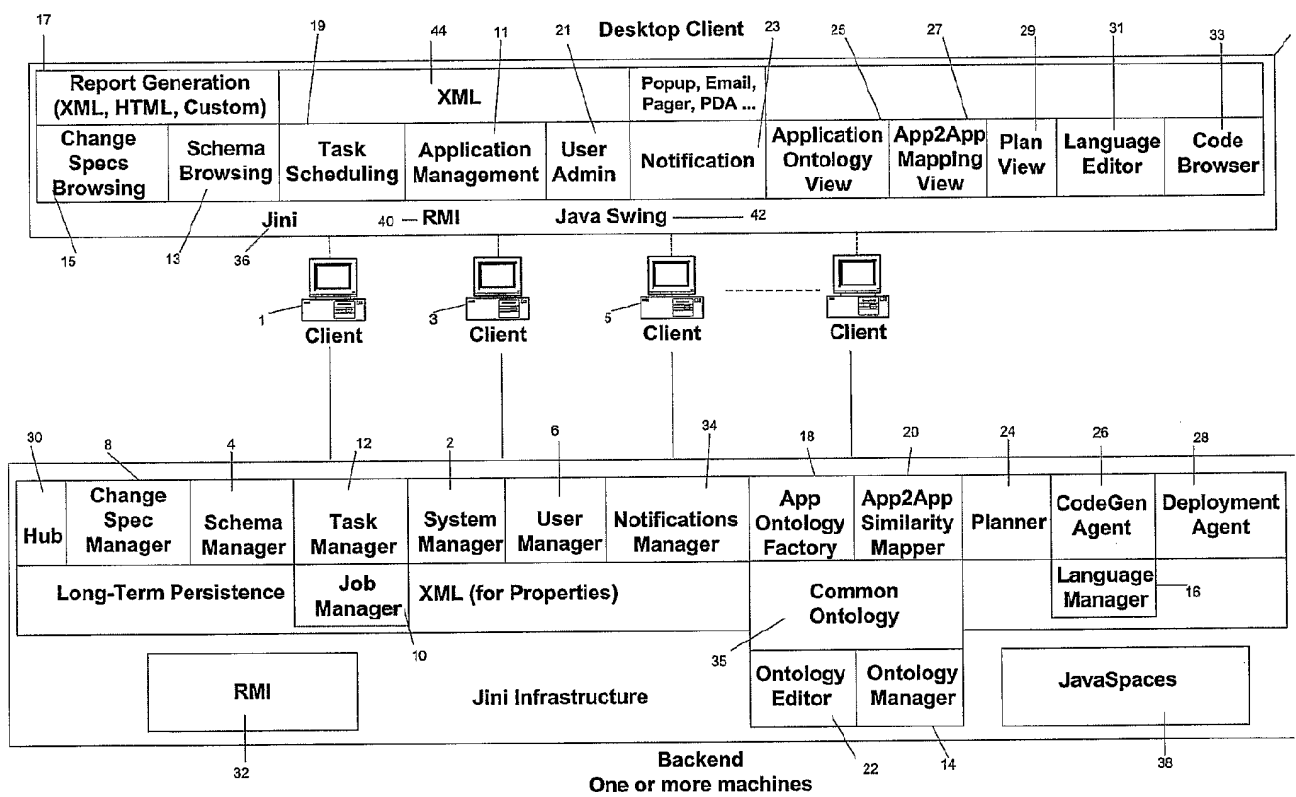 17 19 44 11 21 Desktop Client 23 25 27 29 31 33
Report Generation
(XML, HTML, Custom)
XML
Popup, Email,
Pager, PDA ...
Change
Specs
Browsing
Schema
Browsing
Task
Scheduling
Application
Management
User
Admin
Notification
Application
Ontology
View
App2App
Mapping
View
Plan
View
Language
Editor
Code
Browser
Jini 40 RMI Java Swing 42
15 13 36
1 3 5
Client Client Client Client
30 8 4 12 2 6 34 18 20 24 26 28
Hub
Change
Spec
Manager
Schema
Manager
Task
Manager
System
Manager
User
Manager
Notifications
Manager
App
Ontology
Factory
App2App
Similarity
Mapper
Planner
CodeGen
Agent
Deployment
Agent
Long-Term Persistence
Job
Manager
XML (for Properties)
Common
Ontology
Language
Manager
16
10 35
RMI
Jini Infrastructure
Ontology
Editor
Ontology
Manager
JavaSpaces
32 22 14 38
Backend
One or more machines